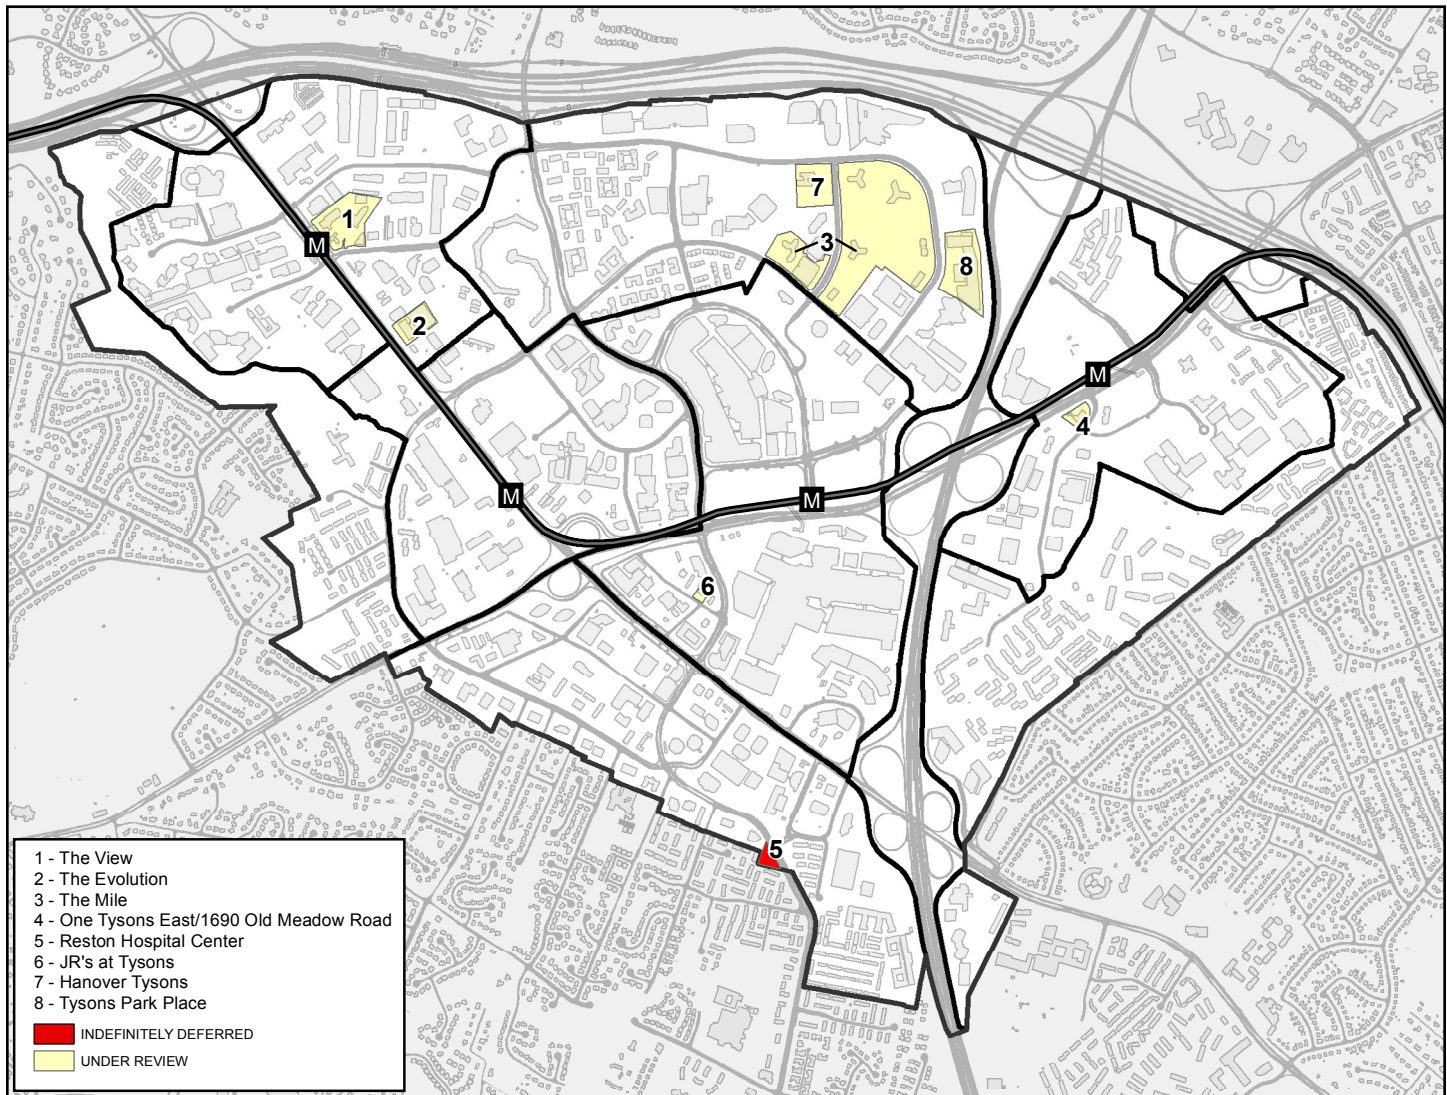 7
1
3
M
8
2
M
4
M
M
6
5
1 - The View
2 - The Evolution
3 - The Mile
4 - One Tysons East/1690 Old Meadow Road
5 - Reston Hospital Center
6 - JR's at Tysons
7 - Hanover Tysons
8 - Tysons Park Place
INDEFINITELY DEFERRED
UNDER REVIEW